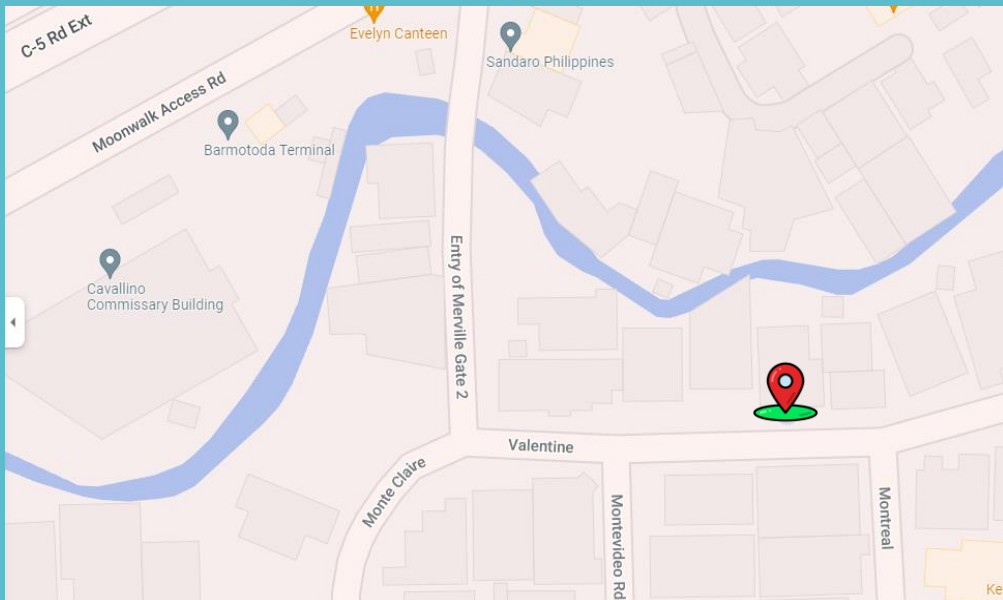 C-5 Rd Ext
Evelyn Canteen
Sandaro Philippines
Moonwalk Access Rd
Barmotoda Terminal
Cavallino
Commissary Building
Entry of Merville Gate 2
Valentine
Monte Claire
Montevideo Rd
Montreal
Ke